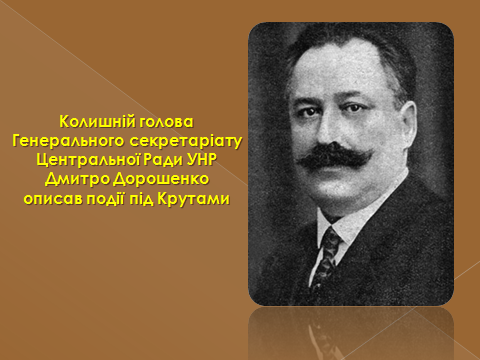 Колишній голова
Генерального секретаріату
Центральної Ради УНР
Дмитро Дорошенко
описав події під Крутами